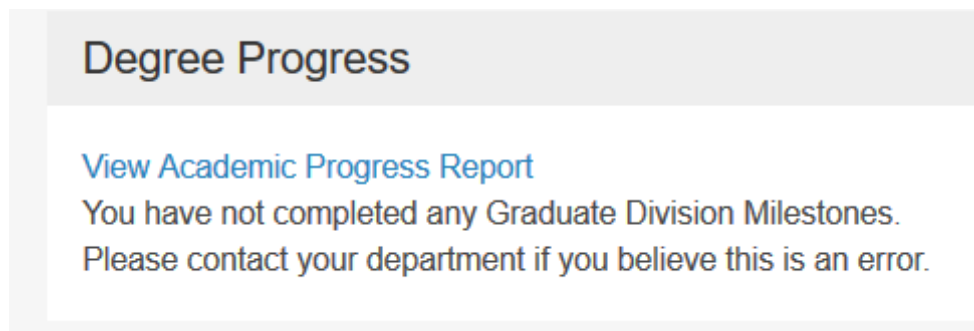 Degree Progress
View Academic Progress Report
You have not completed any Graduate Division Milestones.
Please contact your department if you believe this is an error.